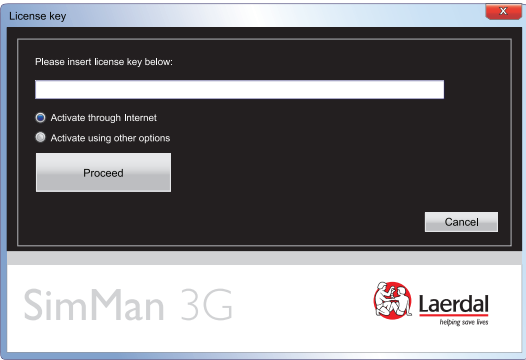 License key
x
Please insert license key below:
Activate through Internet
Activate using other options
Proceed
Cancel
SimMan 3G
Laerdal
helping save lives